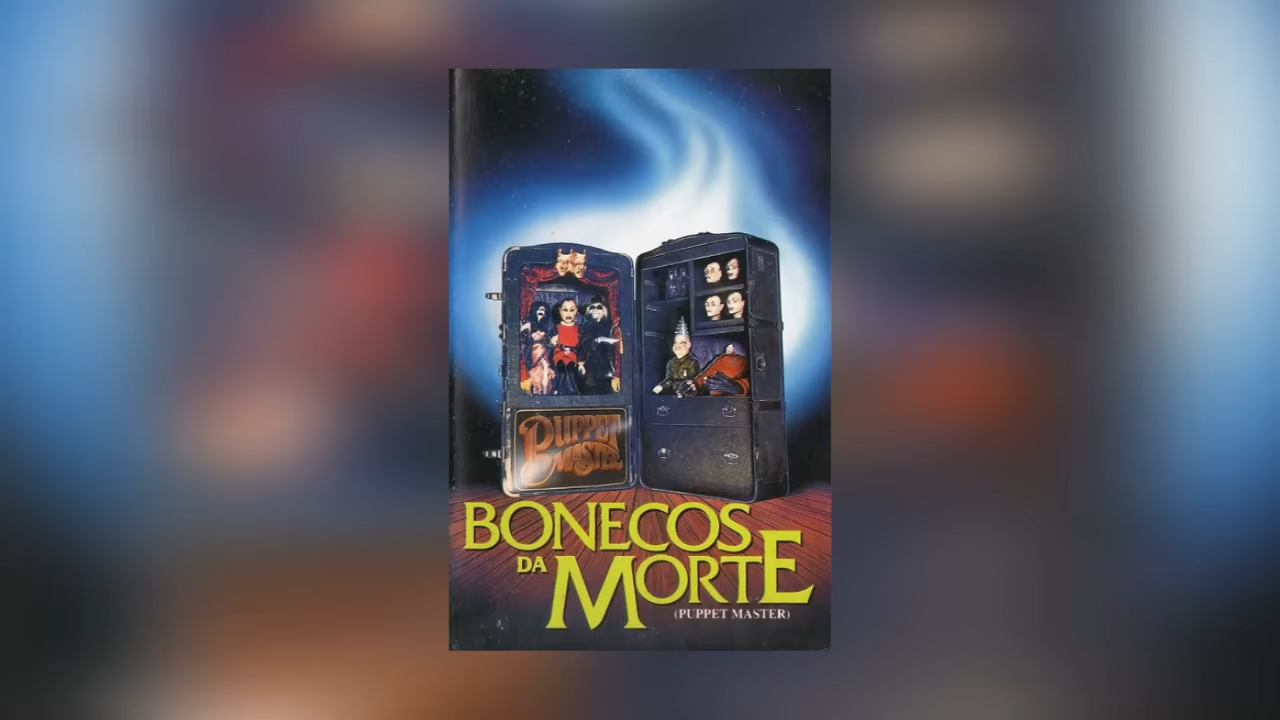 PUPPET
MASTER
BONECOS
DA MORTE
(PUPPET MASTER)